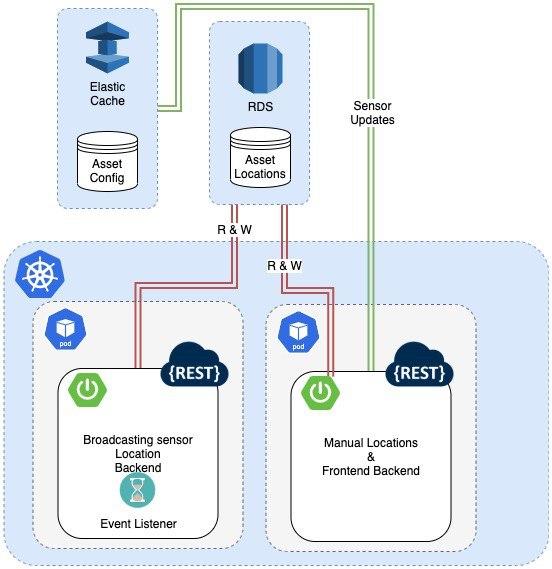 Elastic
Cache
Asset
Config
RDS
Asset
Locations
Sensor
Updates
R & W
R & W
pod
{REST}
Broadcasting sensor
Location
Backend
Event Listener
pod
{REST}
Manual Locations
&
Frontend Backend